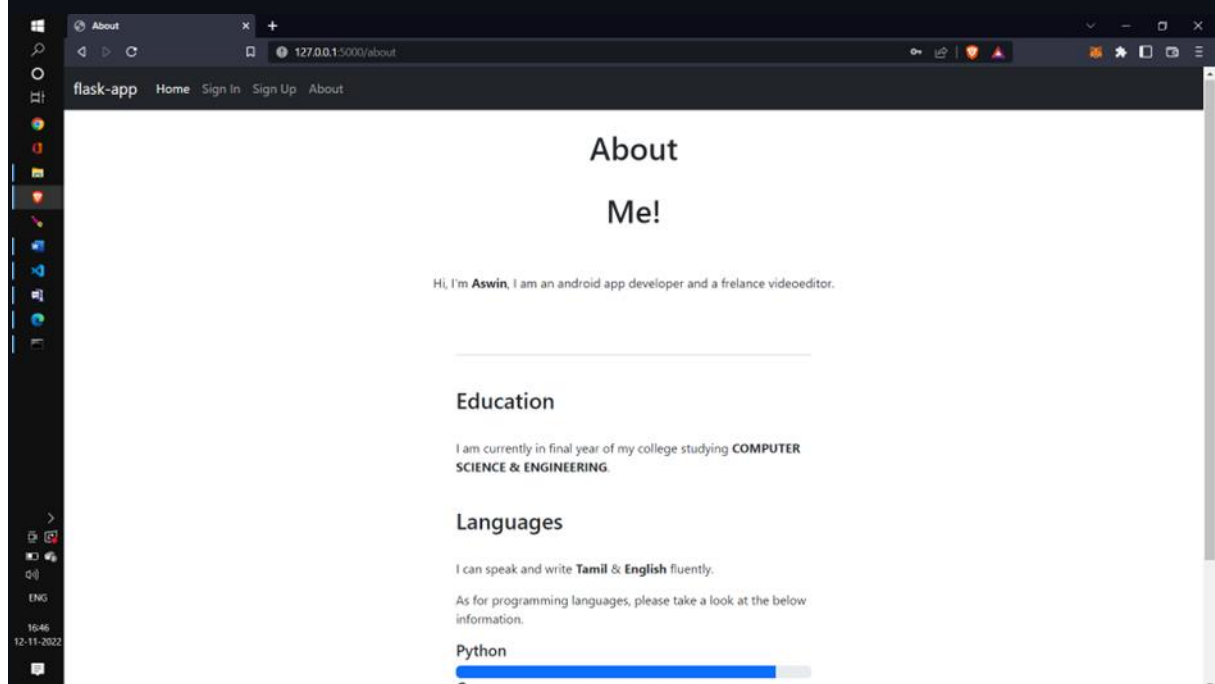 About
127.0.0.1:5000/about
flask-app Home Sign In Sign Up About
About
Me!
Hi, I'm Aswin, I am an android app developer and a frelance videoeditor.
Education
I am currently in final year of my college studying COMPUTER
SCIENCE & ENGINEERING.
Languages
I can speak and write Tamil & English fluently.
As for programming languages, please take a look at the below
information.
Python
ENG
16:46
12-11-2022